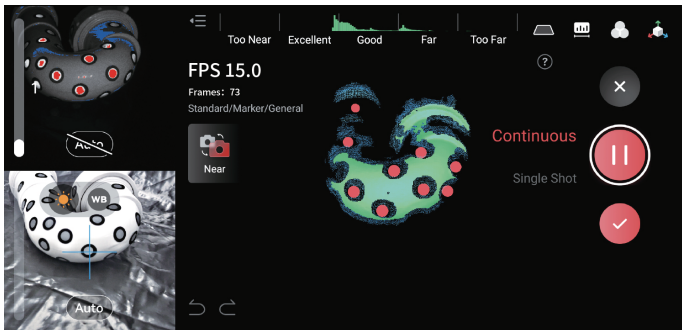 Too Near
Excellent
Good
Far
Too Far
FPS 15.0
Frames: 73
Standard/Marker/General
Near
?
Continuous
Single Shot
Auto
WB
Auto